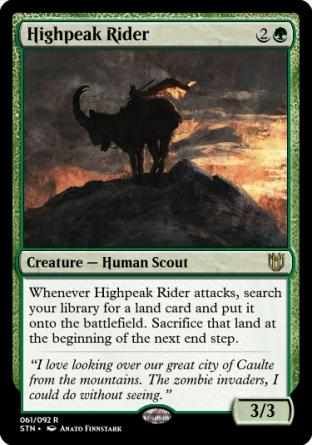 Highpeak Rider 2
Creature — Human Scout
Whenever Highpeak Rider attacks, search
your library for a land card and put it
onto the battlefield. Sacrifice that land at
the beginning of the next end step.
“I love looking over our great city of Caulte
from the mountains. The zombie invaders, I
could do without seeing.”
3/3
061/092 R
STN • Anato Finnstark